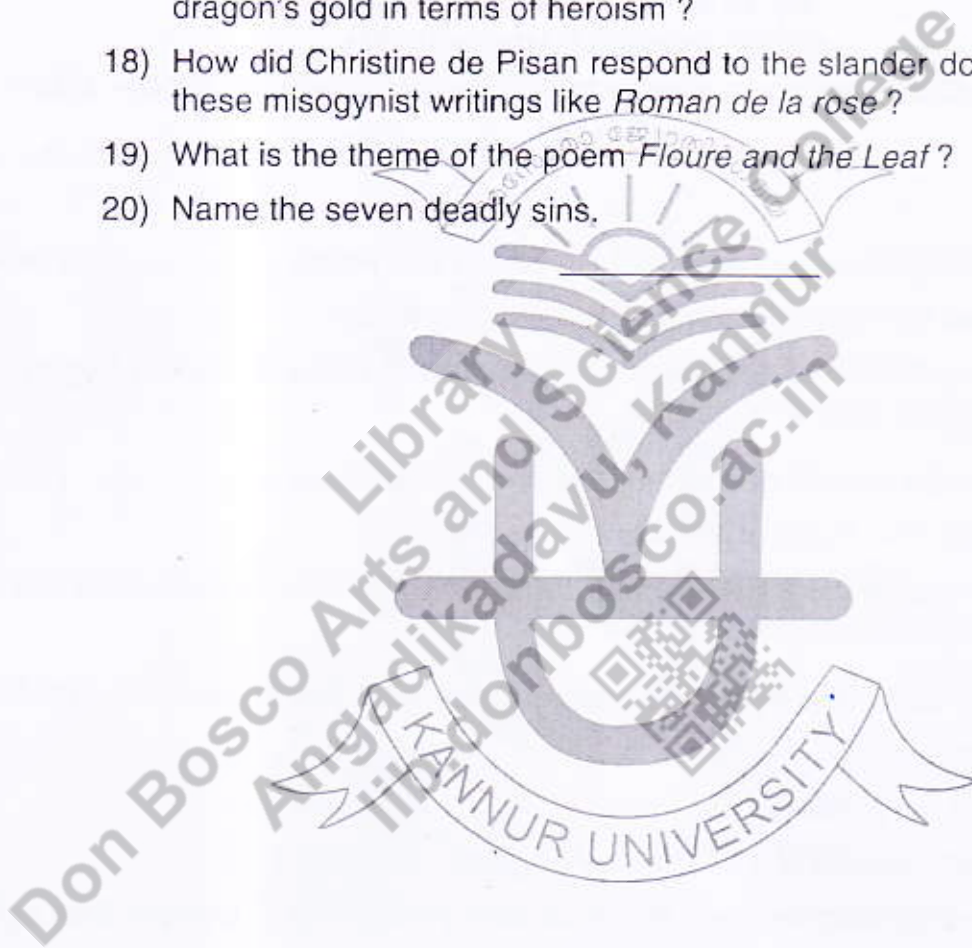 dragon's gold in terms of heroism ?
18) How did Christine de Pisan respond to the slander do
these misogynist writings like Roman de la rose ?
19) What is the theme of the poem Floure and the Leaf ?
20) Name the seven deadly sins.
Library
Don Bosco Arts and Science College
Angadikadavu, Kannur
lib.donbosco.ac.in
KANNUR UNIVERSITY